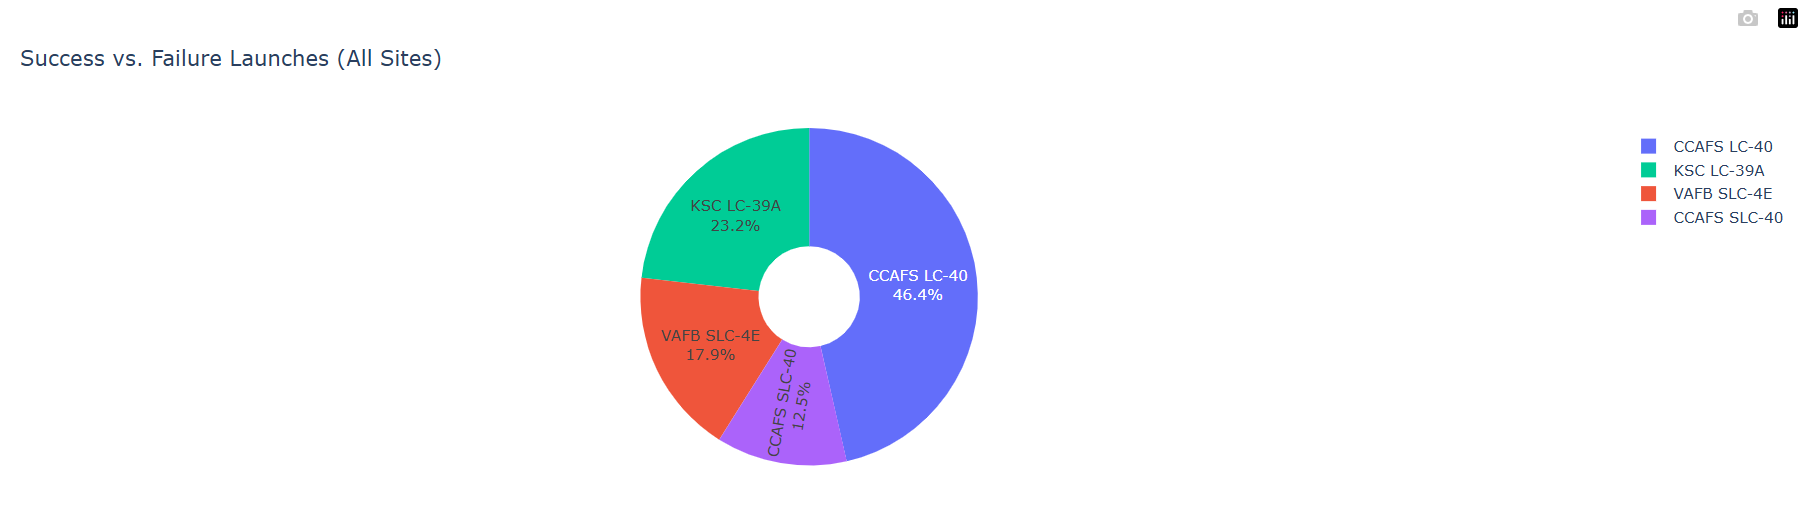 Success vs. Failure Launches (All Sites)
CCAFS LC-40
46.4%
KSC LC-39A
23.2%
VAFB SLC-4E
17.9%
CCAFS SLC-40
12.5%
CCAFS LC-40
KSC LC-39A
VAFB SLC-4E
CCAFS SLC-40